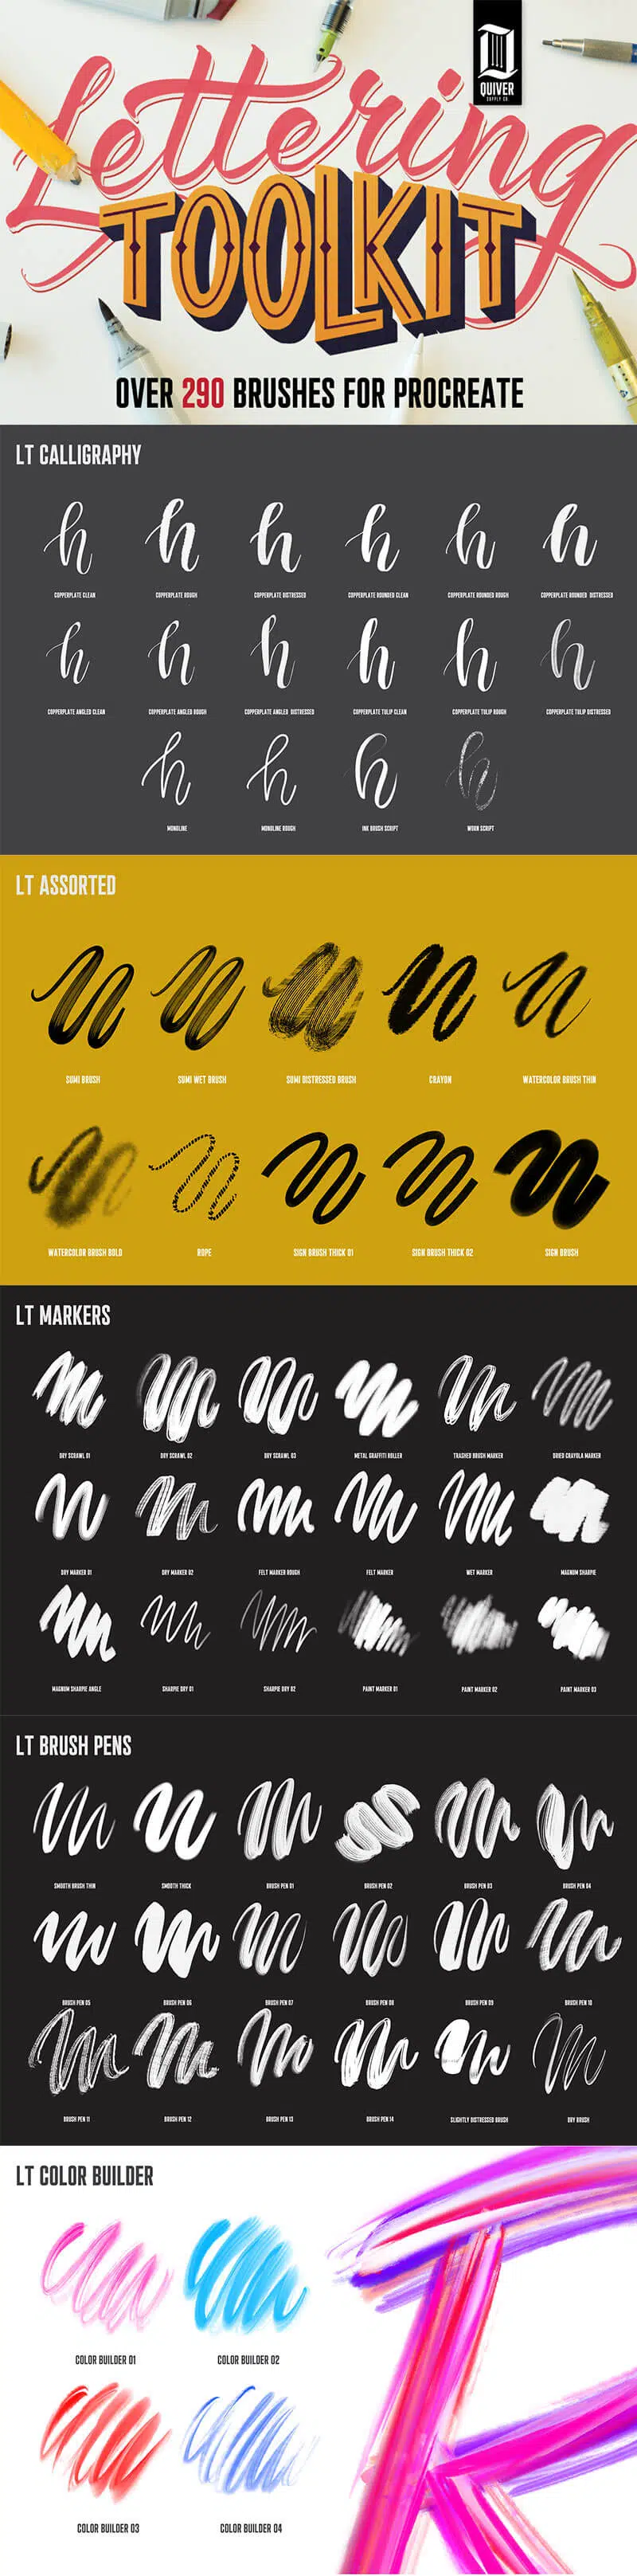 QUIVER
SUPPLY CO.
Lettering
TOOLKIT
OVER 290 BRUSHES FOR PROCREATE
LT CALLIGRAPHY
h h h h h h
COPPERPLATE CLEAN COPPERPLATE ROUGH COPPERPLATE DISTRESSED COPPERPLATE ROUNDED CLEAN COPPERPLATE ROUNDED ROUGH COPPERPLATE ROUNDED DISTRESSED
h h h h h h
COPPERPLATE ANGLED CLEAN COPPERPLATE ANGLED ROUGH COPPERPLATE ANGLED DISTRESSED COPPERPLATE TULIP CLEAN COPPERPLATE TULIP ROUGH COPPERPLATE TULIP DISTRESSED
h h h h
MONOLINE MONOLINE ROUGH INK BRUSH SCRIPT WORN SCRIPT
LT ASSORTED
SUMI BRUSH SUMI WET BRUSH SUMI DISTRESSED BRUSH CRAYON WATERCOLOR BRUSH THIN
WATERCOLOR BRUSH BOLD ROPE SIGN BRUSH THICK 01 SIGN BRUSH THICK 02 SIGN BRUSH
LT MARKERS
DRY SCRAWL 01 DRY SCRAWL 02 DRY SCRAWL 03 METAL GRAFFITI ROLLER TRASHED BRUSH MARKER DRIED CRAYOLA MARKER
DRY MARKER 01 DRY MARKER 02 FELT MARKER ROUGH FELT MARKER WET MARKER MAGNUM SHARPIE
MAGNUM SHARPIE ANGLE SHARPIE DRY 01 SHARPIE DRY 02 PAINT MARKER 01 PAINT MARKER 02 PAINT MARKER 03
LT BRUSH PENS
SMOOTH BRUSH THIN SMOOTH THICK BRUSH PEN 01 BRUSH PEN 02 BRUSH PEN 03 BRUSH PEN 04
BRUSH PEN 05 BRUSH PEN 06 BRUSH PEN 07 BRUSH PEN 08 BRUSH PEN 09 BRUSH PEN 10
BRUSH PEN 11 BRUSH PEN 12 BRUSH PEN 13 BRUSH PEN 14 SLIGHTLY DISTRESSED BRUSH DRY BRUSH
LT COLOR BUILDER
COLOR BUILDER 01 COLOR BUILDER 02
COLOR BUILDER 03 COLOR BUILDER 04